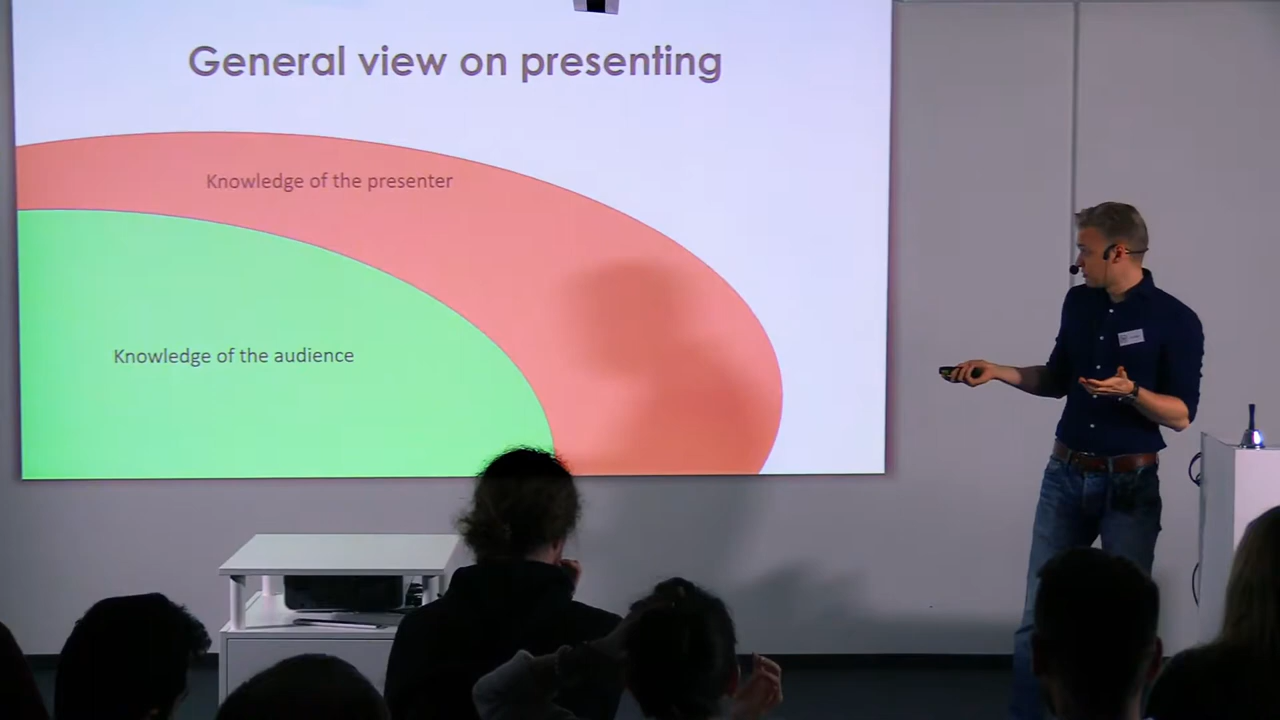 General view on presenting
Knowledge of the presenter
Knowledge of the audience